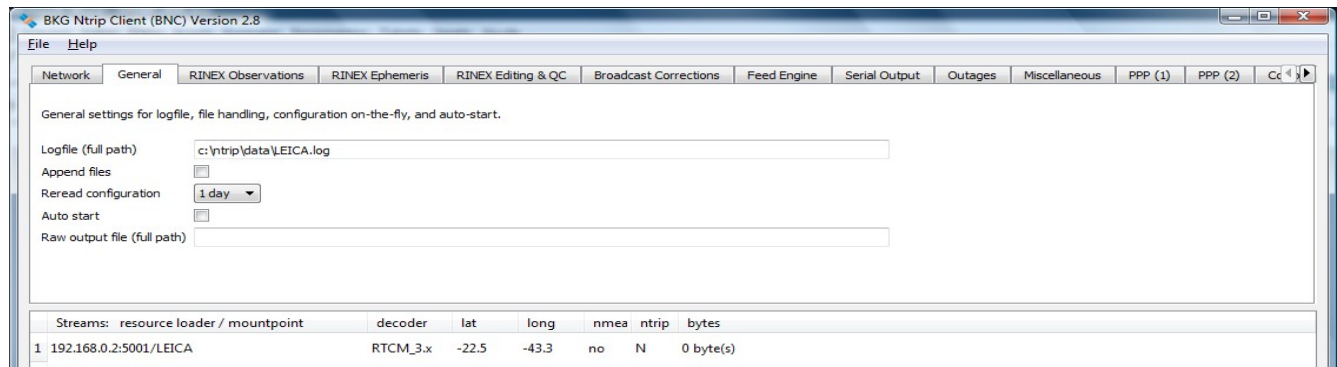 BKG Ntrip Client (BNC) Version 2.8
File Help
Network General RINEX Observations RINEX Ephemeris RINEX Editing & QC Broadcast Corrections Feed Engine Serial Output Outages Miscellaneous PPP (1) PPP (2)
General settings for logfile, file handling, configuration on-the-fly, and auto-start.
Logfile (full path) c:\ntrip\data\LEICA.log
Append files
Reread configuration 1 day
Auto start
Raw output file (full path)
Streams: resource loader / mountpoint decoder lat long nmea ntrip bytes
1 192.168.0.2:5001/LEICA RTCM_3.x -22.5 -43.3 no N 0 byte(s)